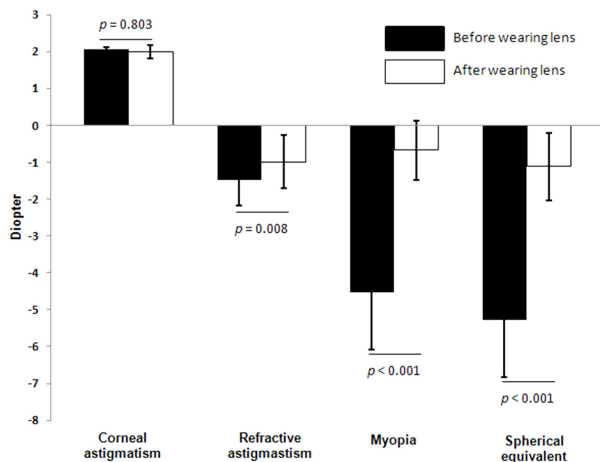 3
2
1
0
-1
-2
-3
-4
-5
-6
-7
-8
Diopter
p = 0.803
Before wearing lens
After wearing lens
p = 0.008
p < 0.001
p < 0.001
Corneal
astigmatism
Refractive
astigmastism
Myopia
Spherical
equivalent